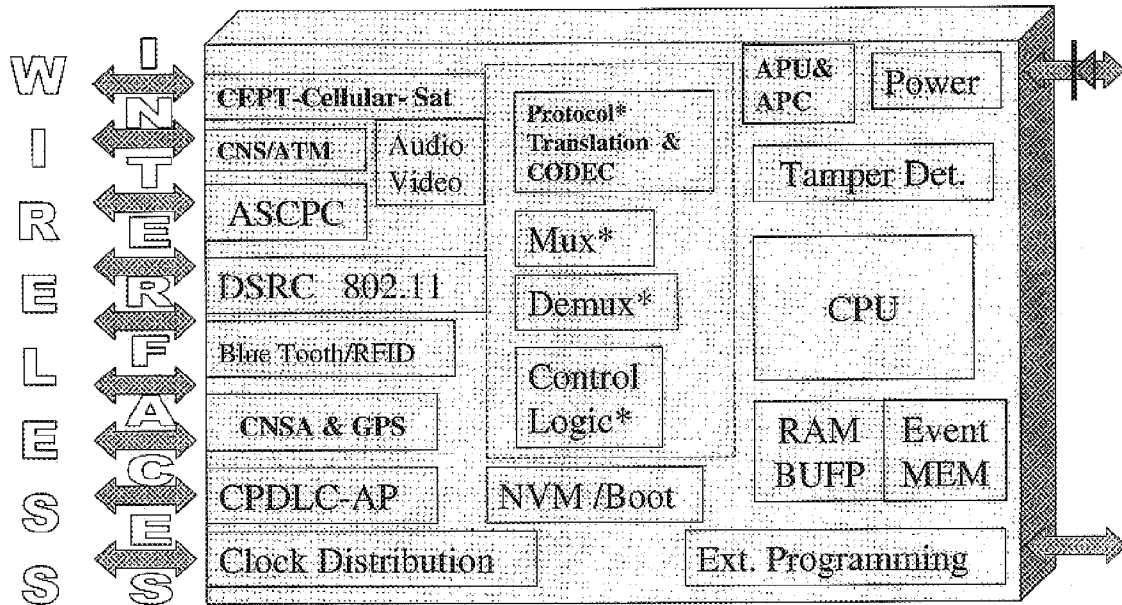 WIRELESS
INTERFACES
CEPT-Cellular- Sat
CNS/ATM
Audio
Video
ASCPC
DSRC 802.11
Blue Tooth/RFID
CNSA & GPS
CPDLC-AP
Clock Distribution
Protocol*
Translation &
CODEC
Mux*
Demux*
Control
Logic*
NVM /Boot
APU&
APC
Power
Tamper Det.
CPU
RAM
BUFP
Event
MEM
Ext. Programming